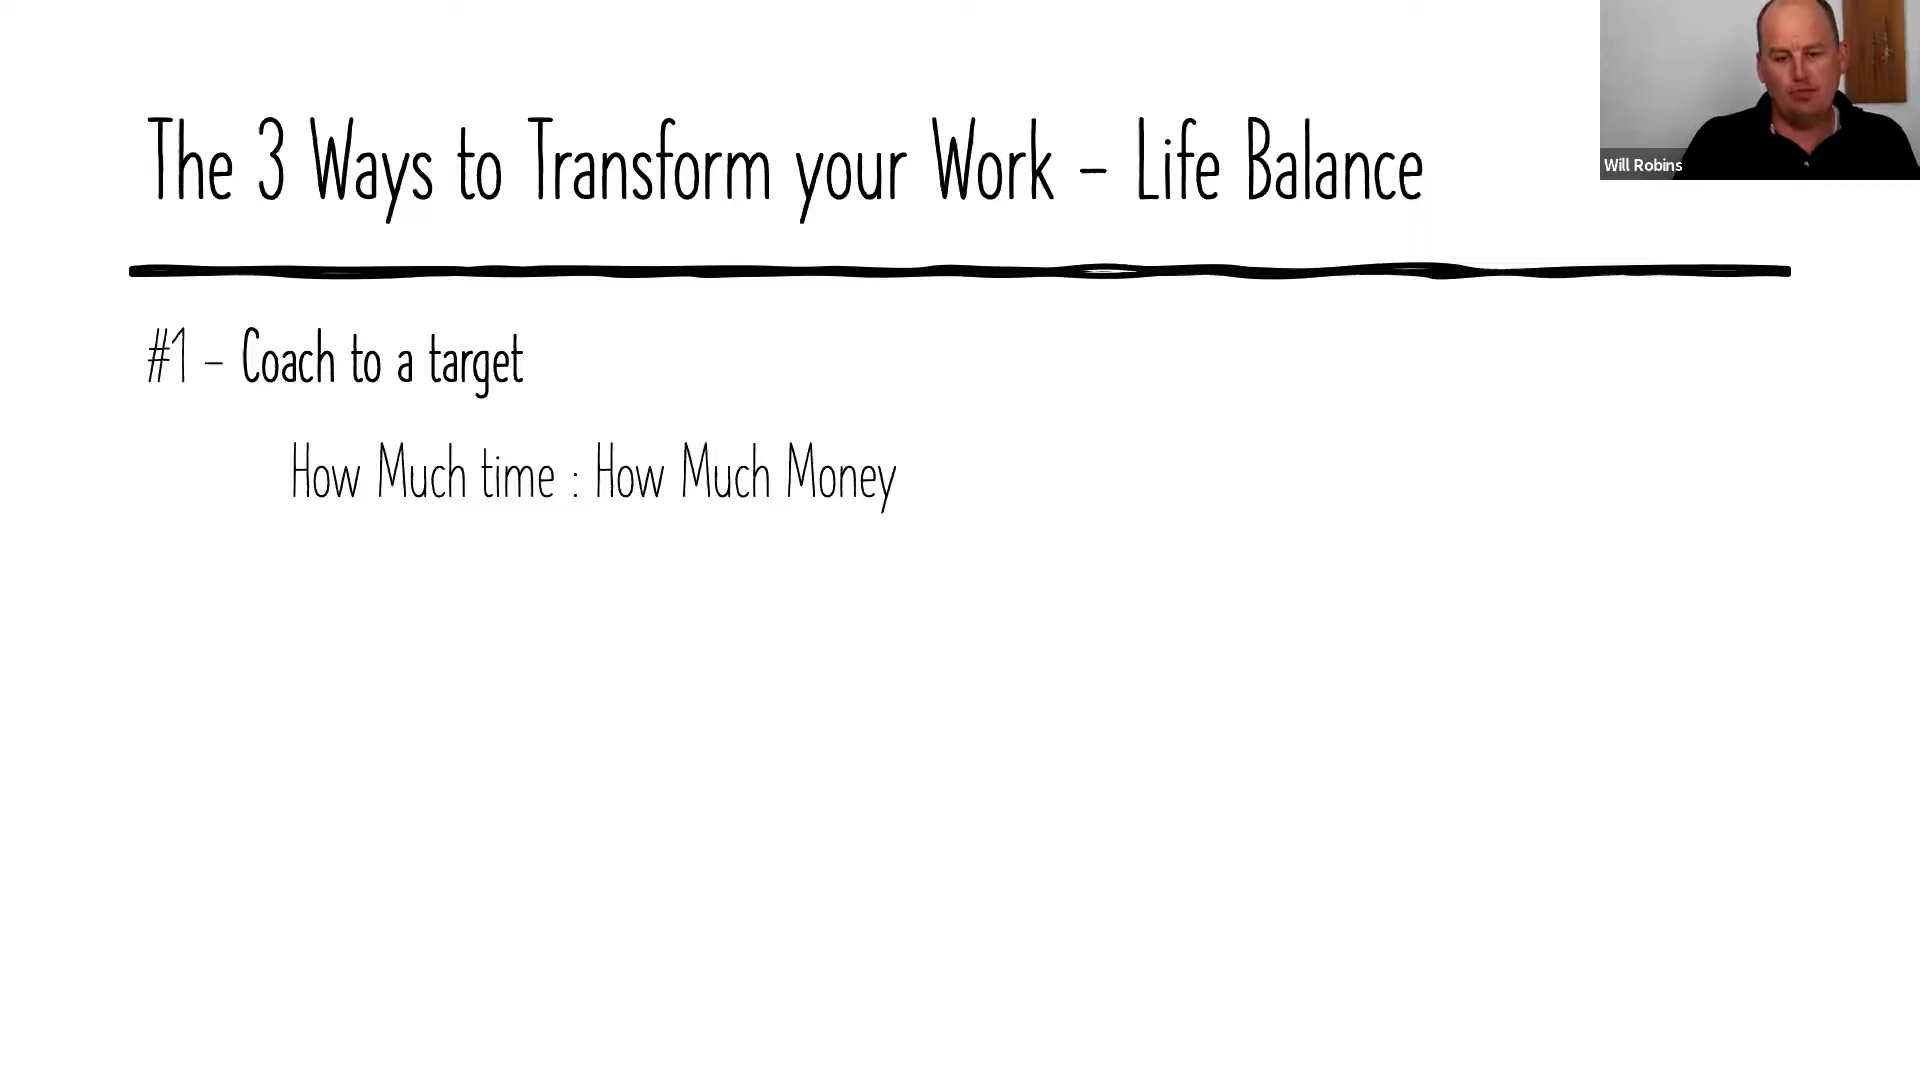 The 3 Ways to Transform your Work - Life Balance
Will Robins
#1 - Coach to a target
How Much time : How Much Money